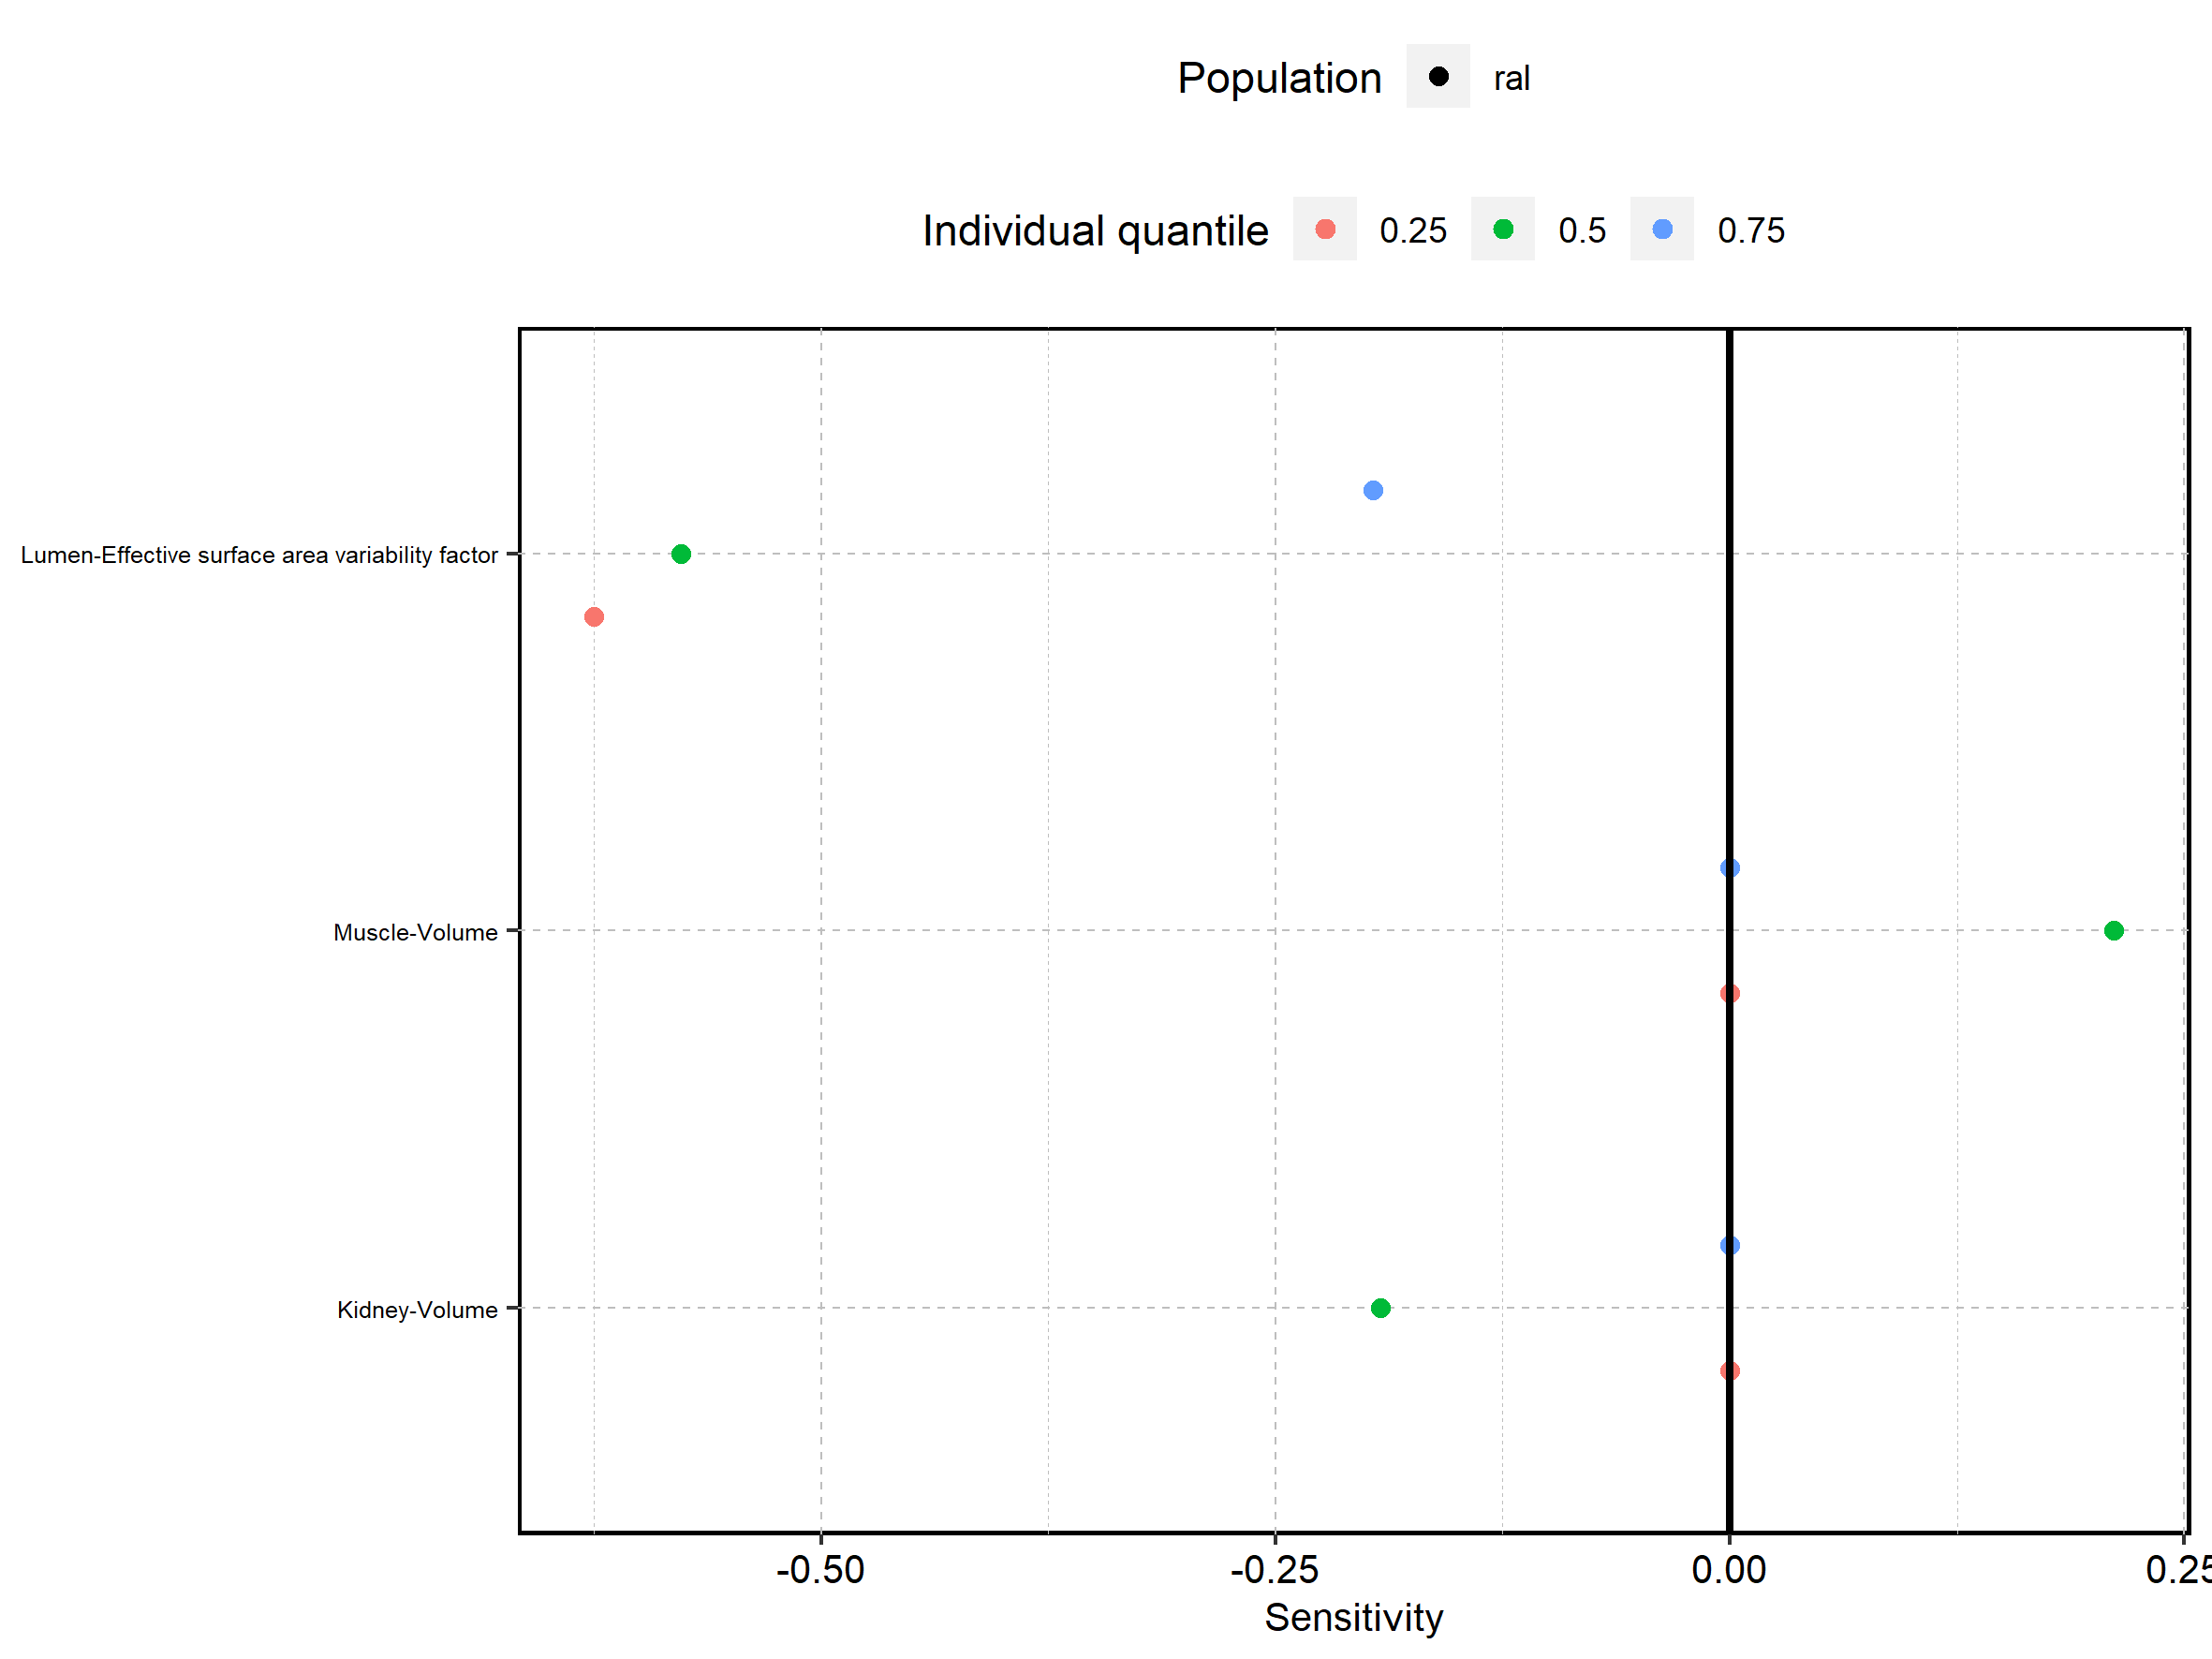 Population ral
Individual quantile 0.25 0.5 0.75
Lumen-Effective surface area variability factor
Muscle-Volume
Kidney-Volume
-0.50 -0.25 0.00 0.25
Sensitivity